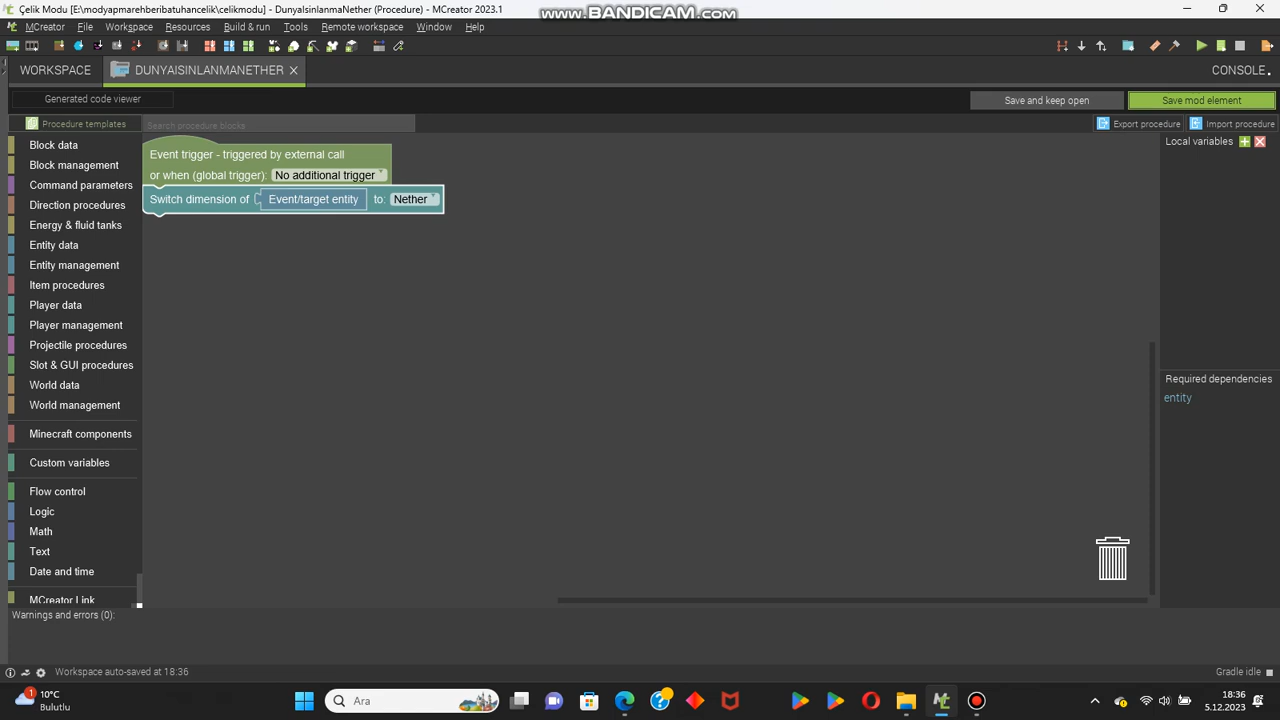 Çelik Modu [E:\modyapmarehberibatuhancelik\celikmodu] - DunyaIsinlanmaNether (Procedure) - MCreator 2023.1
www.BANDICAM.com
MCreator File Workspace Resources Build & run Tools Remote workspace Window Help
WORKSPACE DUNYAISINLANMANETHER CONSOLE
Generated code viewer Save and keep open Save mod element
Procedure templates Search procedure blocks Export procedure Import procedure
Block data
Block management
Command parameters
Direction procedures
Energy & fluid tanks
Entity data
Entity management
Item procedures
Player data
Player management
Projectile procedures
Slot & GUI procedures
World data
World management
Minecraft components
Custom variables
Flow control
Logic
Math
Text
Date and time
MCreator Link
Event trigger - triggered by external call
or when (global trigger): No additional trigger
Switch dimension of Event/target entity to: Nether
Local variables
Required dependencies
entity
Warnings and errors (0):
Workspace auto-saved at 18:36 Gradle idle
1
10°C
Bulutlu
Ara
18:36
5.12.2023